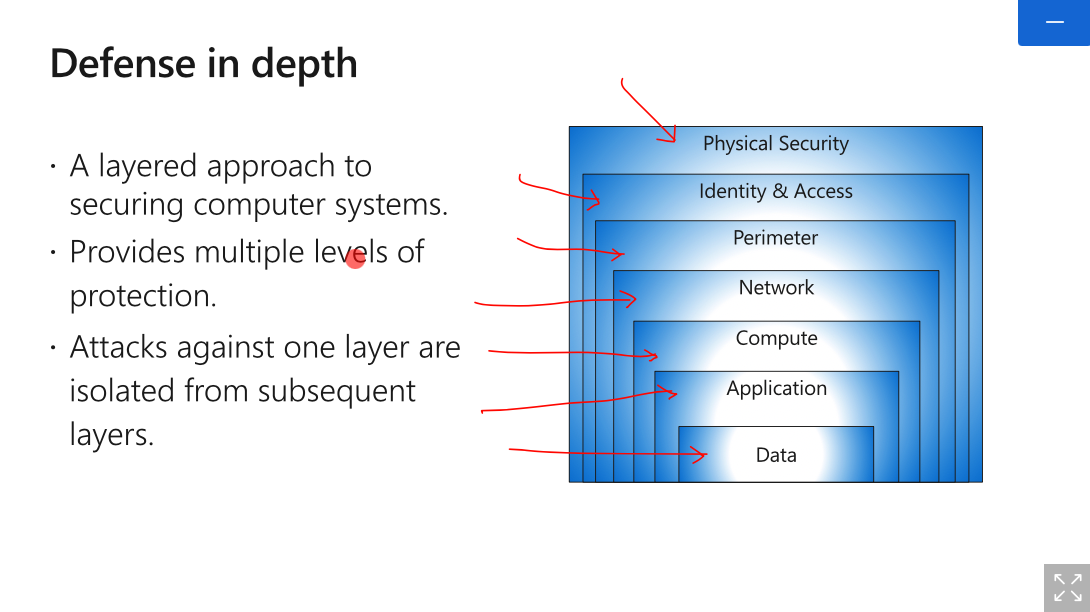 Defense in depth
· A layered approach to
securing computer systems.
· Provides multiple levels of
protection.
· Attacks against one layer are
isolated from subsequent
layers.
Physical Security
Identity & Access
Perimeter
Network
Compute
Application
Data